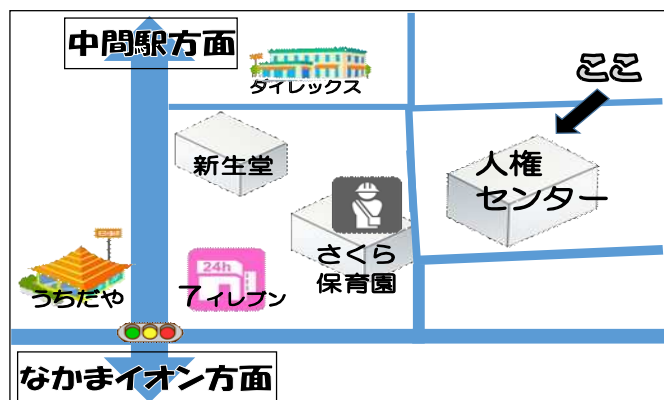 中間駅方面
ダイレックス
ここ
新生堂
人権
センター
さくら
保育園
24h
7イレブン
うちだや
なかまイオン方面